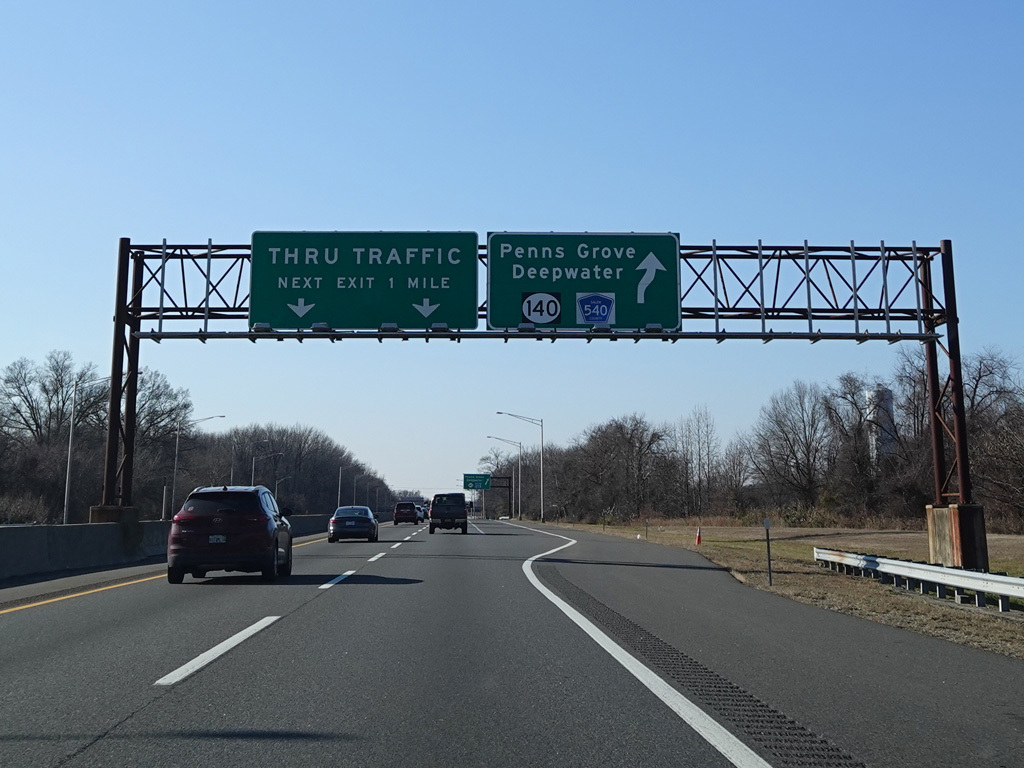 THRU TRAFFIC
NEXT EXIT 1 MILE
Penns Grove
Deepwater
140
540